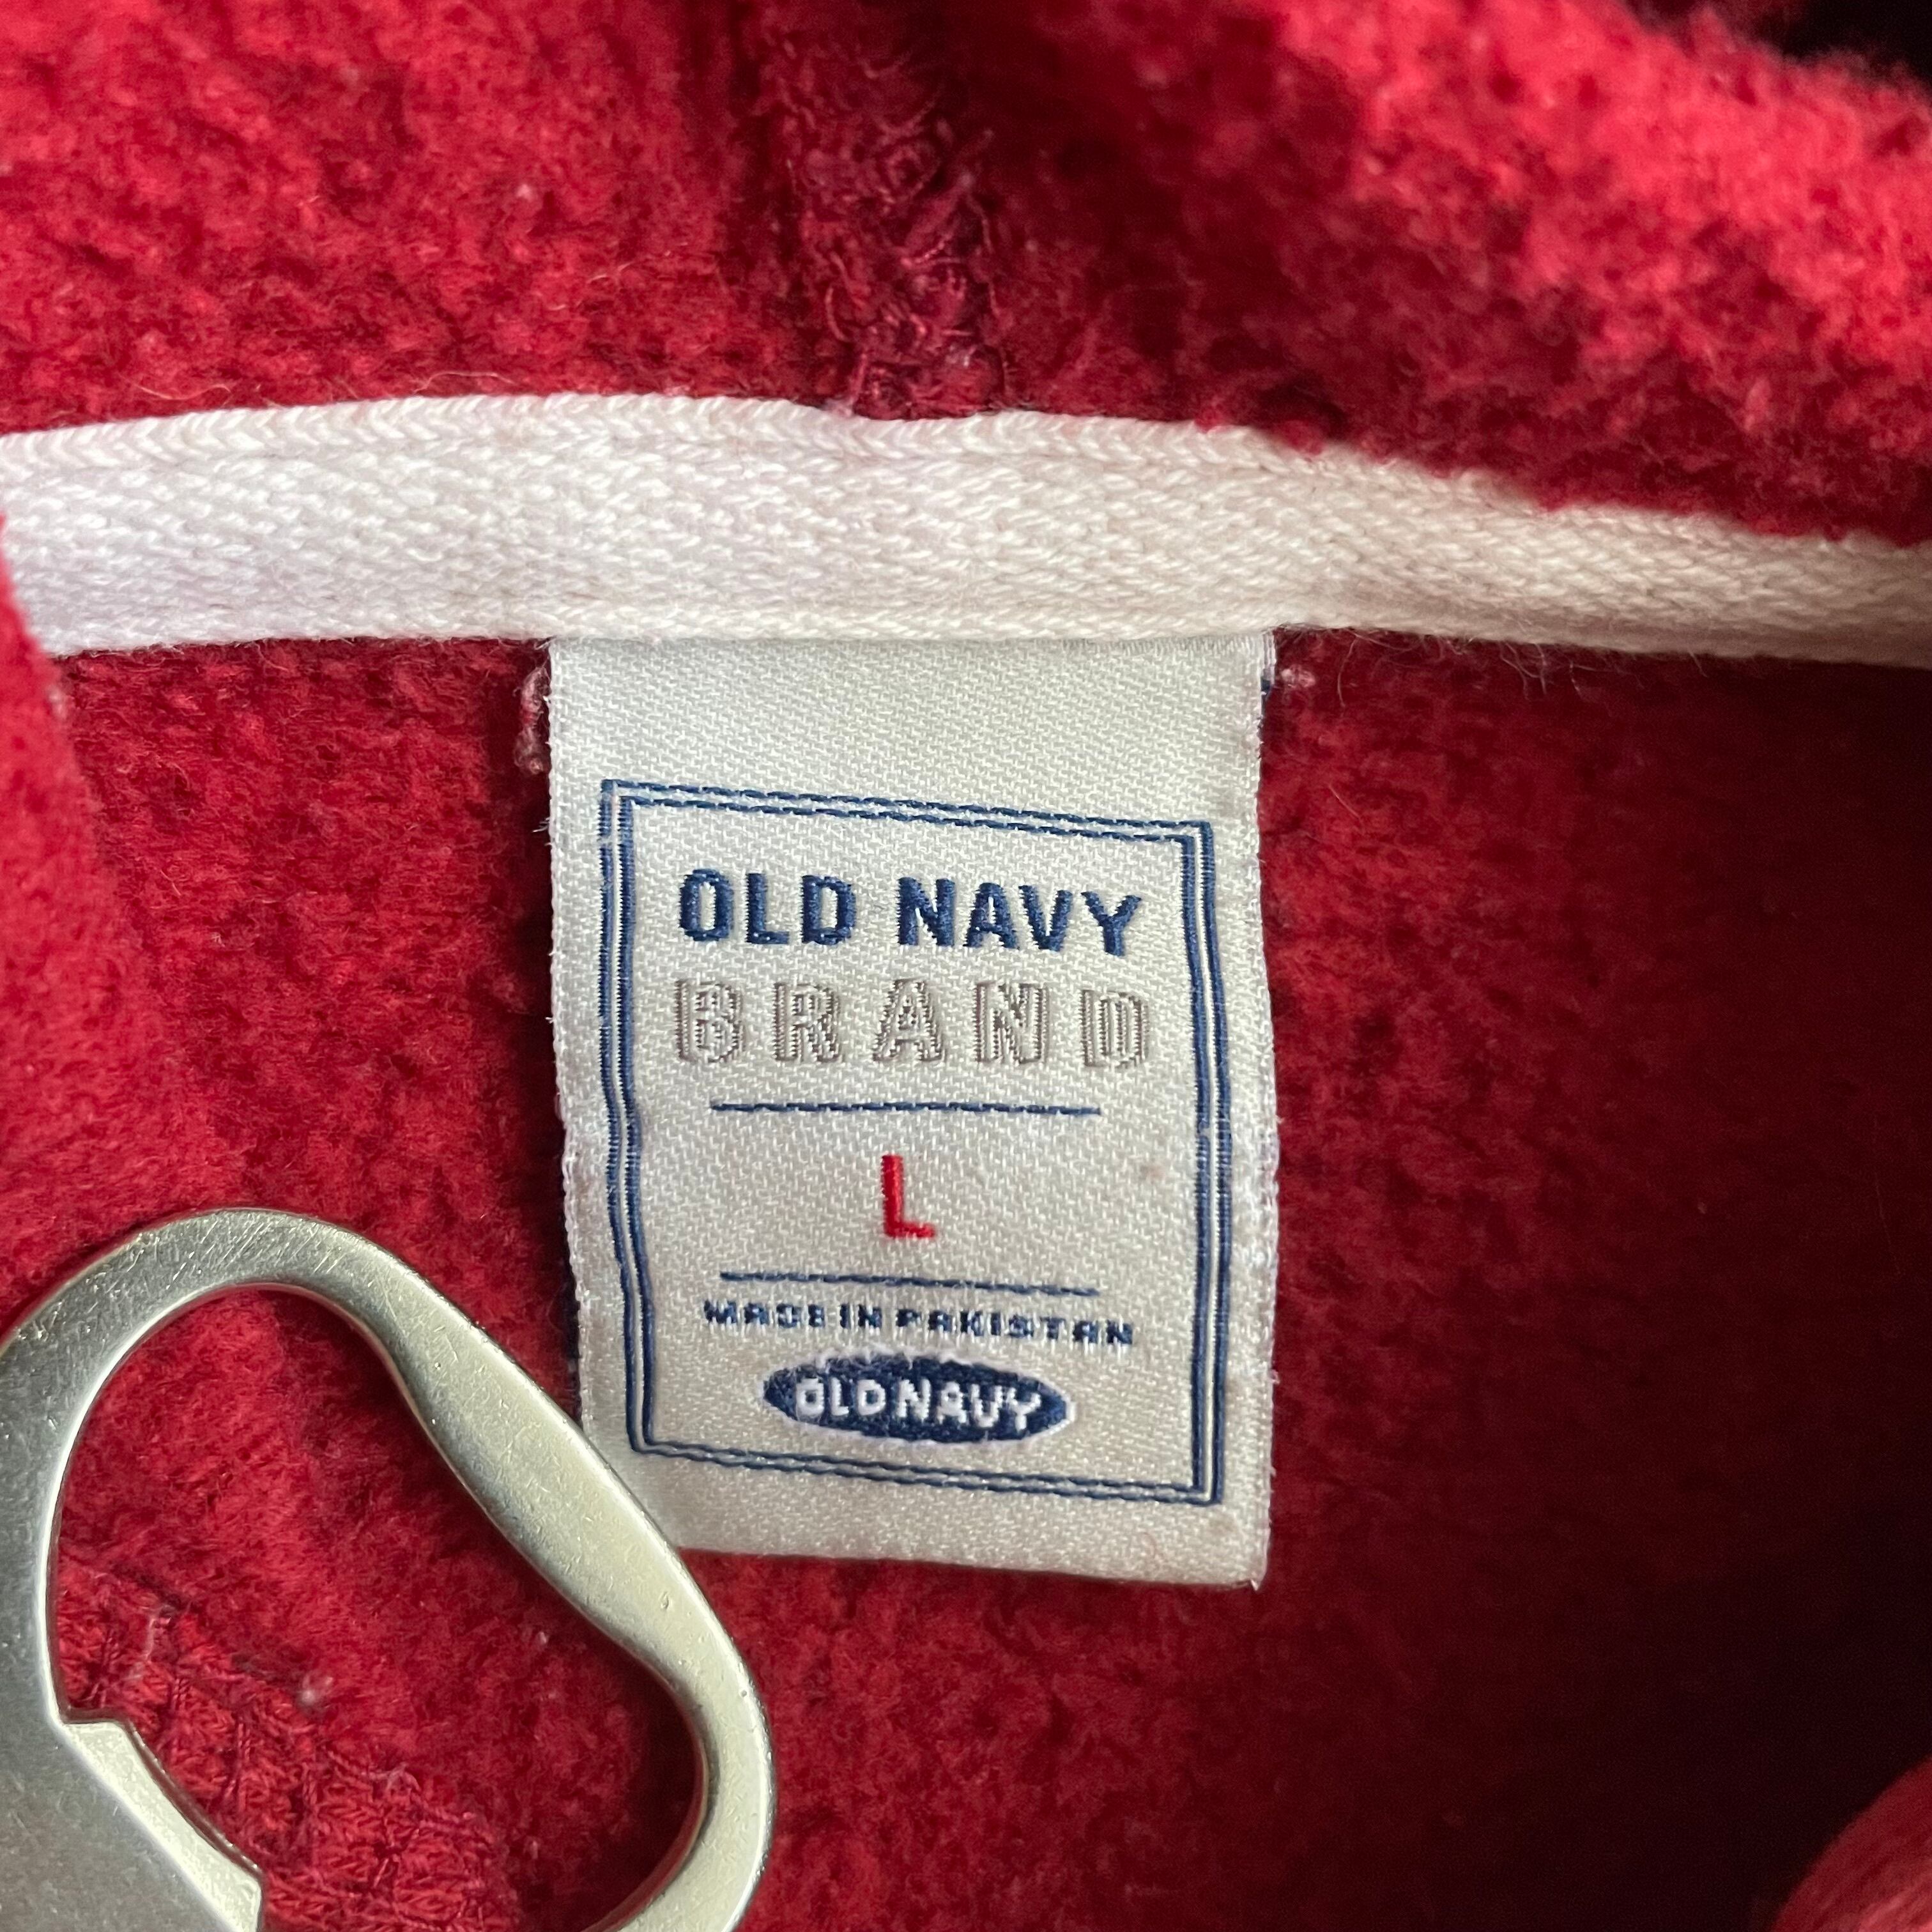 OLD NAVY
BRAND
L
MADE IN PAKISTAN
OLD NAVY